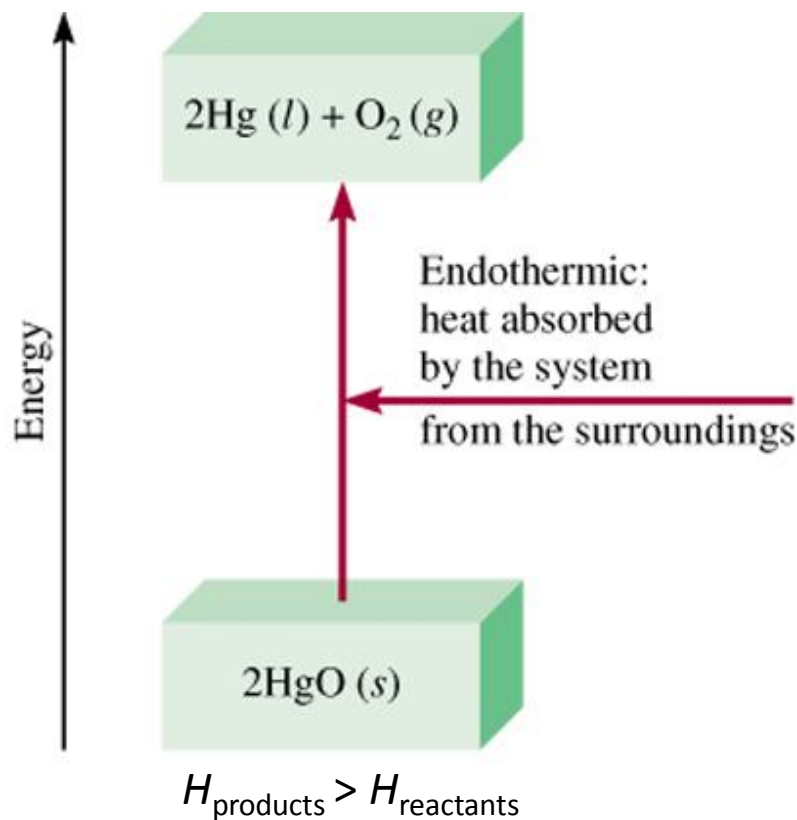 2Hg (l) + O₂ (g)
Endothermic:
heat absorbed
by the system
from the surroundings
Energy
2HgO (s)
Hproducts > Hreactants